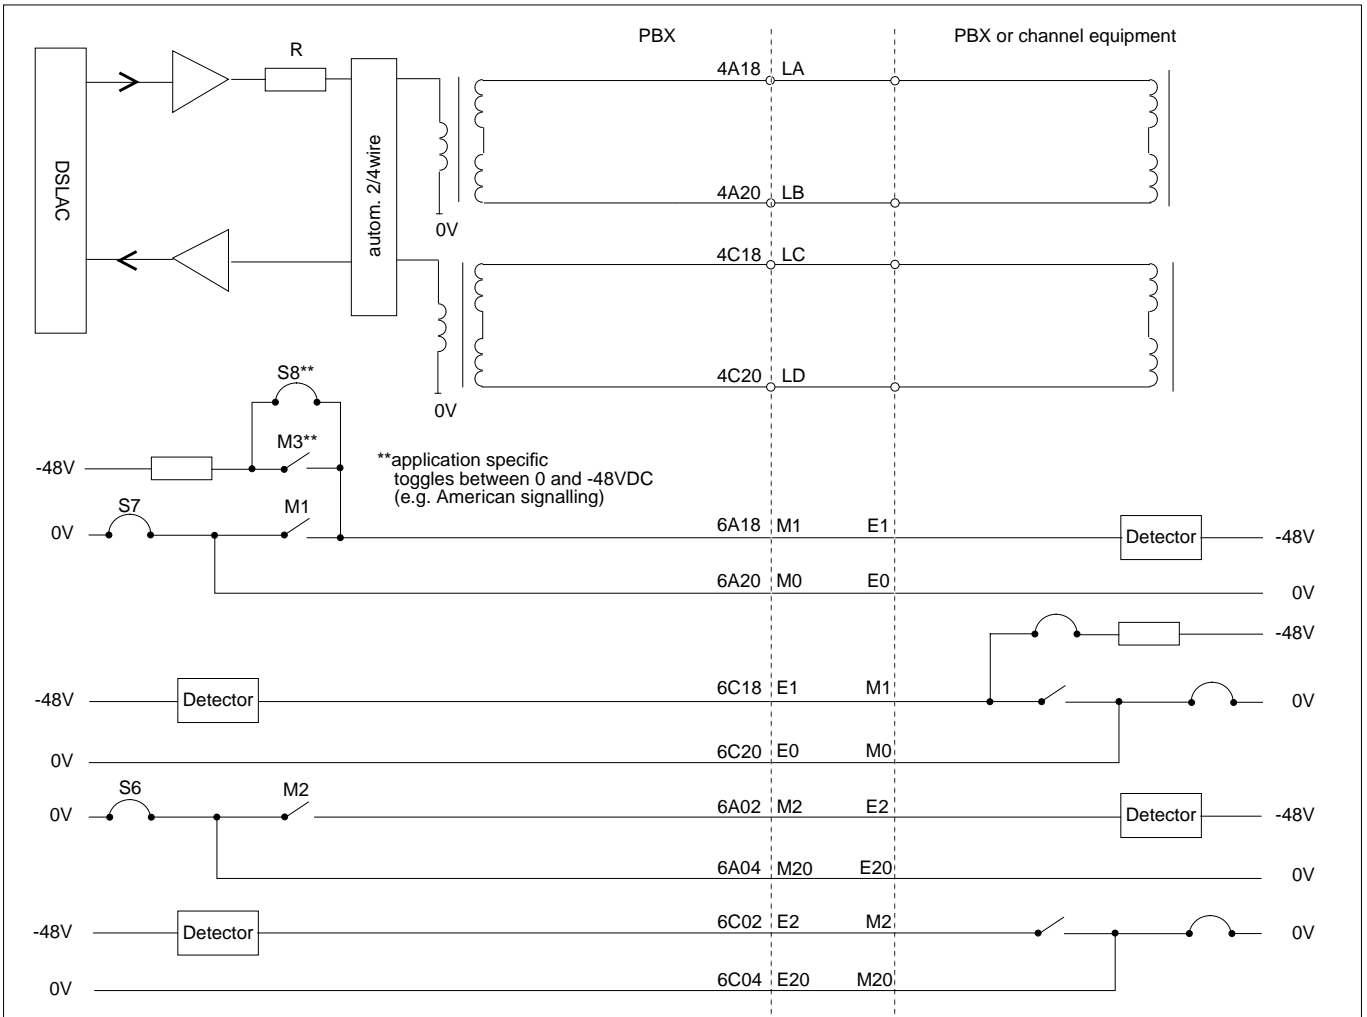 PBX
PBX or channel equipment
R
4A18 LA
DSLAC
autom. 2/4wire
4A20 LB
0V
4C18 LC
4C20 LD
0V
S8**
M3**
-48V
**application specific
toggles between 0 and -48VDC
(e.g. American signalling)
S7
M1
0V
6A18 M1 E1
Detector
-48V
6A20 M0 E0
0V
-48V
-48V
Detector
6C18 E1 M1
0V
0V
6C20 E0 M0
S6
M2
0V
6A02 M2 E2
Detector
-48V
6A04 M20 E20
0V
-48V
Detector
6C02 E2 M2
0V
0V
6C04 E20 M20